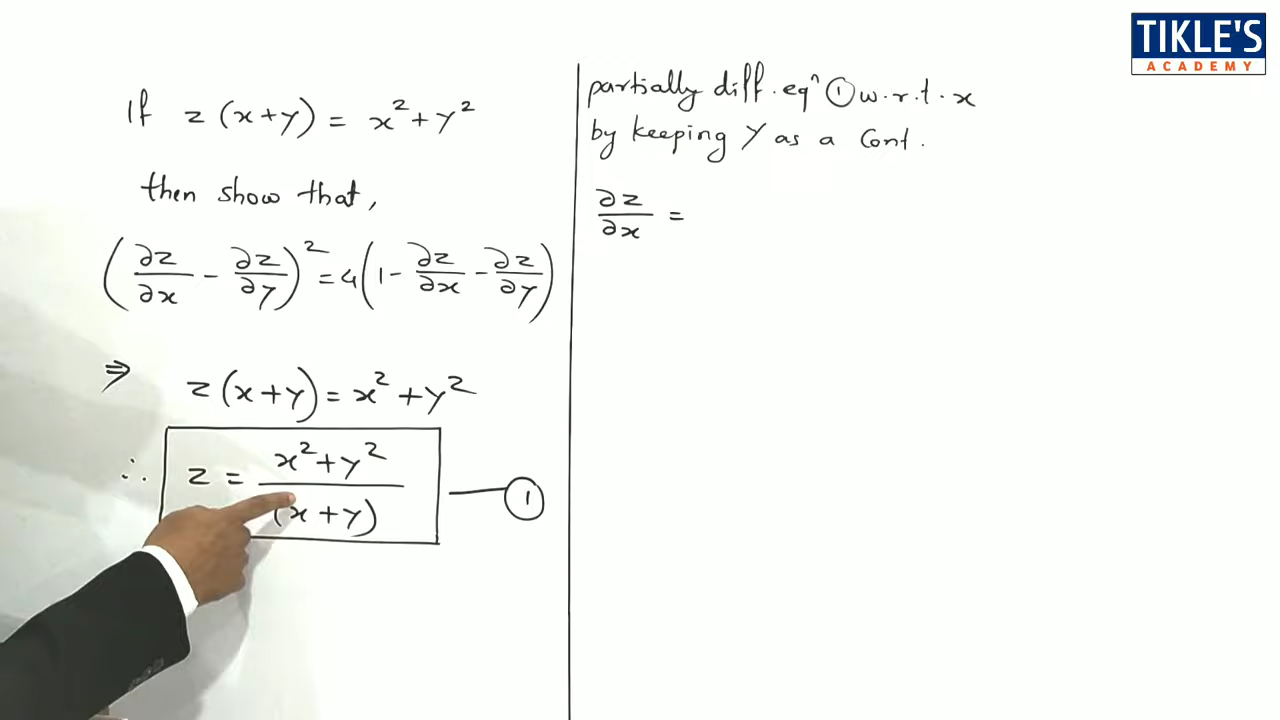 If z (x+y) = x² + y²
then show that,
(∂z/∂x − ∂z/∂y)² = 4(1 − ∂z/∂x − ∂z/∂y)
⇒ z(x+y) = x² + y²
∴ z = x²+y² / (x+y) — ①
partially diff. eqⁿ ① w.r.t. x
by keeping y as a Cont.
∂z/∂x =
TIKLE'S
ACADEMY